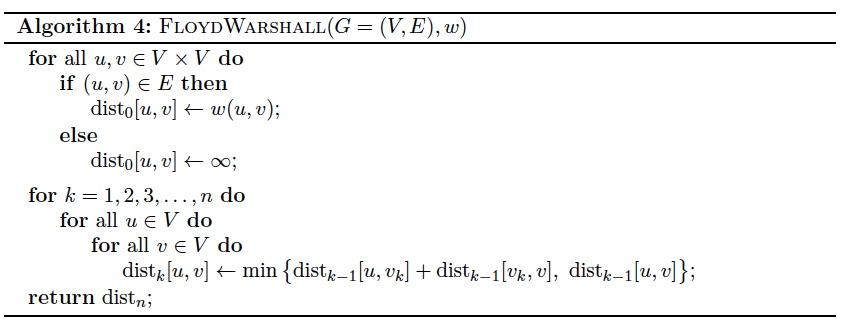 Algorithm 4: FLOYDWARSHALL(G = (V, E), w)
for all u, v ∈ V × V do
if (u, v) ∈ E then
dist₀[u, v] ← w(u, v);
else
dist₀[u, v] ← ∞;
for k = 1, 2, 3, . . . , n do
for all u ∈ V do
for all v ∈ V do
distₖ[u, v] ← min {distₖ₋₁[u, vₖ] + distₖ₋₁[vₖ, v], distₖ₋₁[u, v]};
return distₙ;